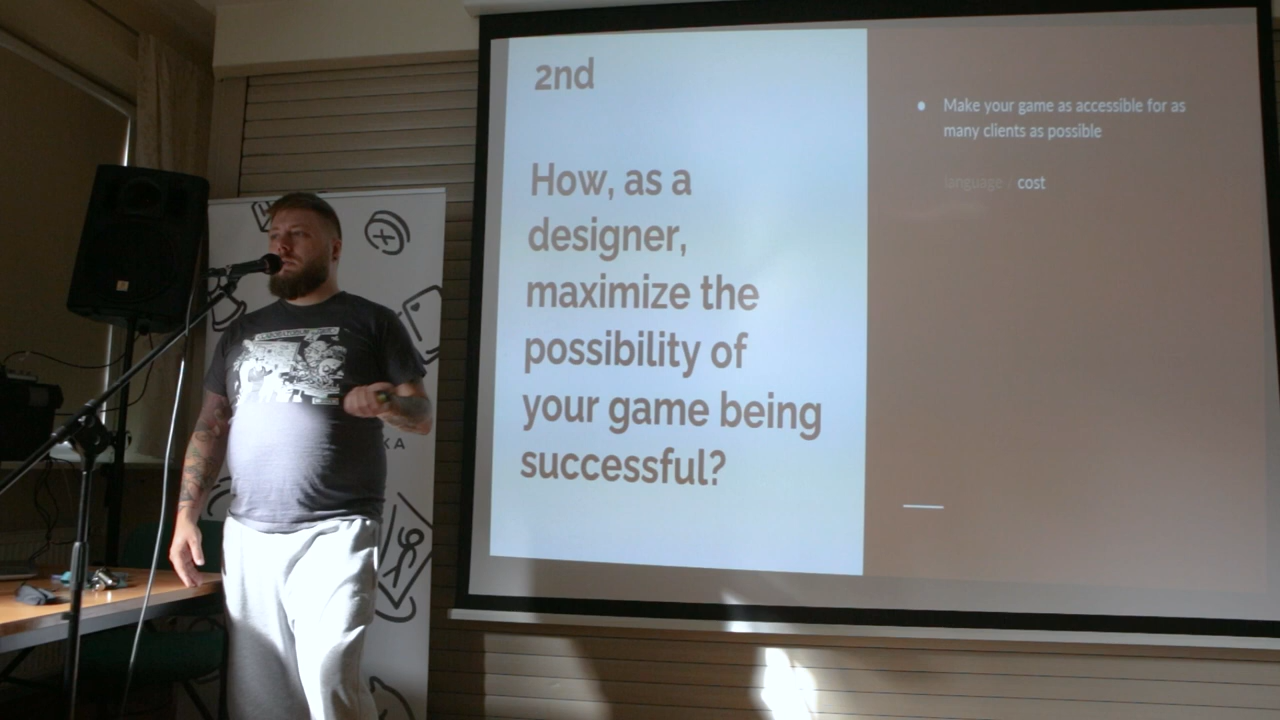 2nd
How, as a
designer,
maximize the
possibility of
your game being
successful?
● Make your game as accessible for as
many clients as possible
language / cost
KA